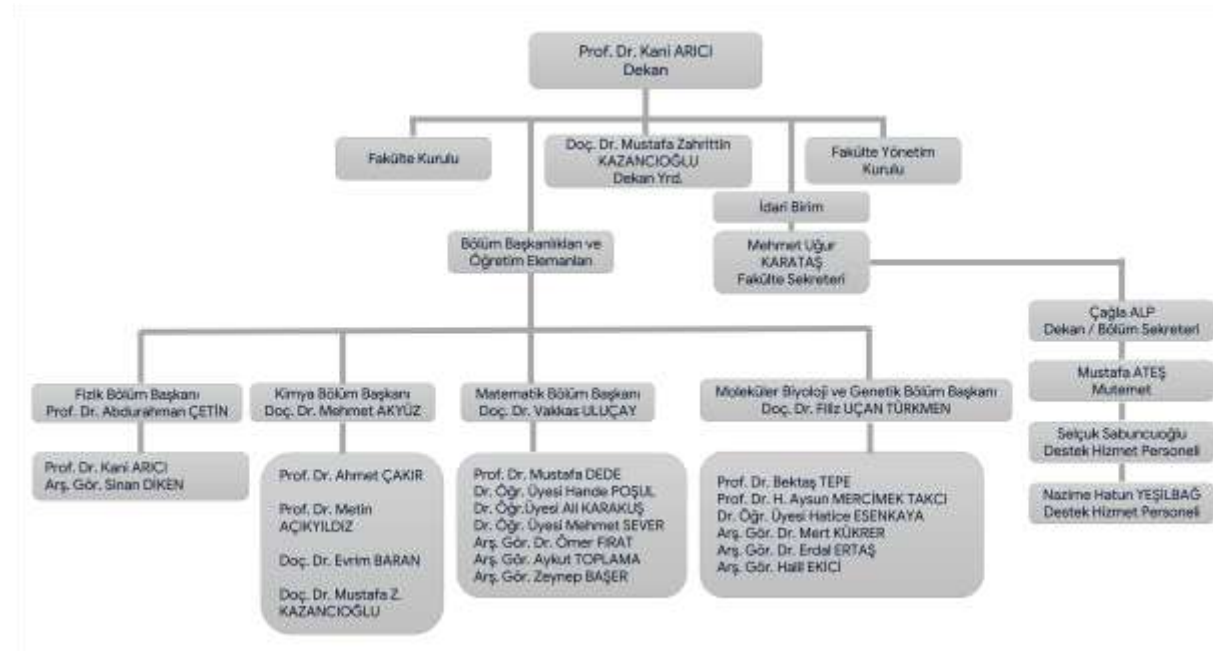 Prof. Dr. Kani ARICI
Dekan
Fakülte Kurulu
Doç. Dr. Mustafa Zahrittin
KAZANCIOĞLU
Dekan Yrd.
Fakülte Yönetim
Kurulu
İdari Birim
Bölüm Başkanlıkları ve
Öğretim Elemanları
Mehmet Uğur
KARATAŞ
Fakülte Sekreteri
Çağla ALP
Dekan / Bölüm Sekreteri
Mustafa ATEŞ
Mutemet
Selçuk Sabuncuoğlu
Destek Hizmet Personeli
Nazime Hatun YEŞİLBAĞ
Destek Hizmet Personeli
Fizik Bölüm Başkanı
Prof. Dr. Abdurahman ÇETİN
Prof. Dr. Kani ARICI
Arş. Gör. Sinan DİKEN
Kimya Bölüm Başkanı
Doç. Dr. Mehmet AKYÜZ
Prof. Dr. Ahmet ÇAKIR
Prof. Dr. Metin
AÇIKYILDIZ
Doç. Dr. Evrim BARAN
Doç. Dr. Mustafa Z.
KAZANCIOĞLU
Matematik Bölüm Başkanı
Doç. Dr. Vakkas ULUÇAY
Prof. Dr. Mustafa DEDE
Dr. Öğr. Üyesi Hande POŞUL
Dr. Öğr.Üyesi Ali KARAKUŞ
Dr. Öğr. Üyesi Mehmet SEVER
Arş. Gör. Dr. Ömer FIRAT
Arş. Gör. Aykut TOPLAMA
Arş. Gör. Zeynep BAŞER
Moleküler Biyoloji ve Genetik Bölüm Başkanı
Doç. Dr. Filiz UÇAN TÜRKMEN
Prof. Dr. Bektaş TEPE
Prof. Dr. H. Aysun MERCİMEK TAKCI
Dr. Öğr. Üyesi Hatice ESENKAYA
Arş. Gör. Dr. Mert KÜKRER
Arş. Gör. Dr. Erdal ERTAŞ
Arş. Gör. Halil EKİCİ